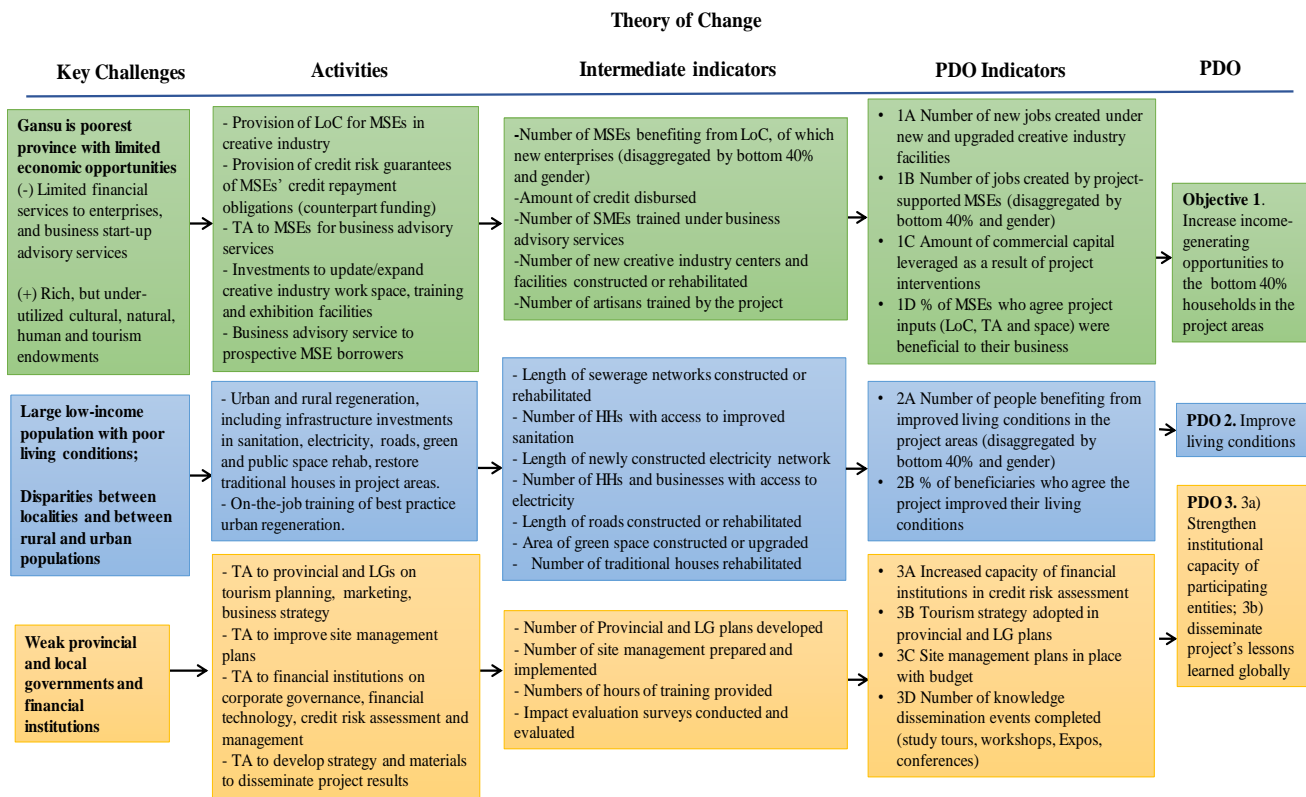 Theory of Change
Key Challenges
Activities
Intermediate indicators
PDO Indicators
PDO
Gansu is poorest
province with limited
economic opportunities
(-) Limited financial
services to enterprises,
and business start-up
advisory services
(+) Rich, but under-
utilized cultural, natural,
human and tourism
endowments
- Provision of LoC for MSEs in
creative industry
- Provision of credit risk guarantees
of MSEs' credit repayment
obligations (counterpart funding)
- TA to MSEs for business advisory
services
- Investments to update/expand
creative industry work space, training
and exhibition facilities
- Business advisory service to
prospective MSE borrowers
-Number of MSEs benefiting from LoC, of which
new enterprises (disaggregated by bottom 40%
and gender)
-Amount of credit disbursed
-Number of SMEs trained under business
advisory services
-Number of new creative industry centers and
facilities constructed or rehabilitated
-Number of artisans trained by the project
• 1A Number of new jobs created under
new and upgraded creative industry
facilities
• 1B Number of jobs created by project-
supported MSEs (disaggregated by
bottom 40% and gender)
• 1C Amount of commercial capital
leveraged as a result of project
interventions
• 1D % of MSEs who agree project
inputs (LoC, TA and space) were
beneficial to their business
Objective 1.
Increase income-
generating
opportunities to
the bottom 40%
households in the
project areas
Large low-income
population with poor
living conditions;
Disparities between
localities and between
rural and urban
populations
- Urban and rural regeneration,
including infrastructure investments
in sanitation, electricity, roads, green
and public space rehab, restore
traditional houses in project areas.
- On-the-job training of best practice
urban regeneration.
- Length of sewerage networks constructed or
rehabilitated
- Number of HHs with access to improved
sanitation
- Length of newly constructed electricity network
- Number of HHs and businesses with access to
electricity
- Length of roads constructed or rehabilitated
- Area of green space constructed or upgraded
- Number of traditional houses rehabilitated
• 2A Number of people benefiting from
improved living conditions in the
project areas (disaggregated by
bottom 40% and gender)
• 2B % of beneficiaries who agree the
project improved their living
conditions
PDO 2. Improve
living conditions
Weak provincial
and local
governments and
financial
institutions
- TA to provincial and LGs on
tourism planning, marketing,
business strategy
- TA to improve site management
plans
- TA to financial institutions on
corporate governance, financial
technology, credit risk assessment and
management
- TA to develop strategy and materials
to disseminate project results
- Number of Provincial and LG plans developed
- Number of site management prepared and
implemented
- Numbers of hours of training provided
- Impact evaluation surveys conducted and
evaluated
• 3A Increased capacity of financial
institutions in credit risk assessment
• 3B Tourism strategy adopted in
provincial and LG plans
• 3C Site management plans in place
with budget
• 3D Number of knowledge
dissemination events completed
(study tours, workshops, Expos,
conferences)
PDO 3. 3a)
Strengthen
institutional
capacity of
participating
entities; 3b)
disseminate
project's lessons
learned globally